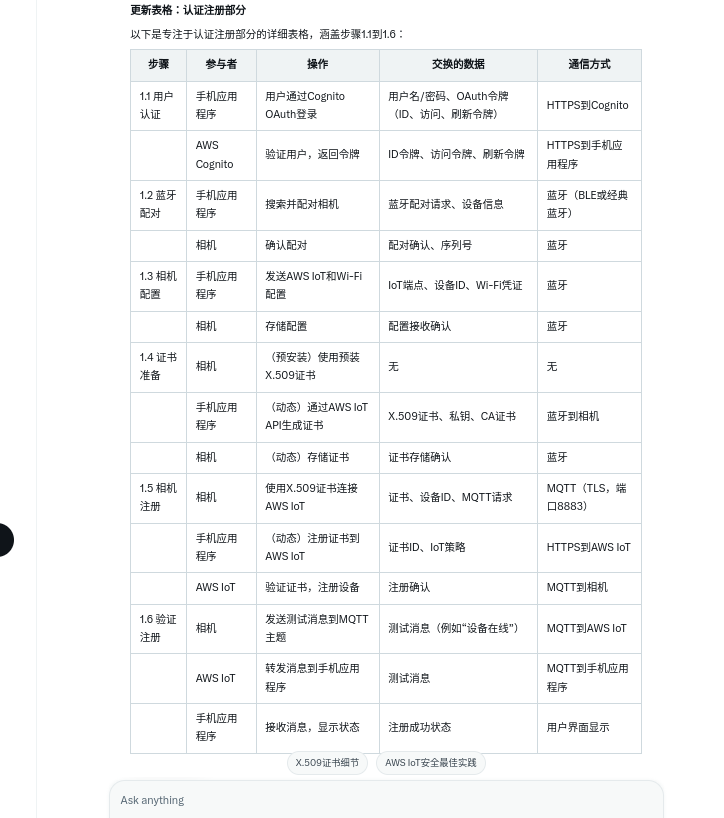 更新表格：认证注册部分
以下是专注于认证注册部分的详细表格，涵盖步骤1.1到1.6：
步骤 参与者 操作 交换的数据 通信方式
1.1 用户
认证
手机应用
程序
用户通过Cognito
OAuth登录
用户名/密码、OAuth令牌
（ID、访问、刷新令牌）
HTTPS到Cognito
AWS
Cognito
验证用户，返回令牌
ID令牌、访问令牌、刷新令牌
HTTPS到手机应
用程序
1.2 蓝牙
配对
手机应用
程序
搜索并配对相机
蓝牙配对请求、设备信息
蓝牙（BLE或经典
蓝牙）
相机
确认配对
配对确认、序列号
蓝牙
1.3 相机
配置
手机应用
程序
发送AWS IoT和Wi-Fi
配置
IoT端点、设备ID、Wi-Fi凭证
蓝牙
相机
存储配置
配置接收确认
蓝牙
1.4 证书
准备
相机
（预安装）使用预装
X.509证书
无
无
手机应用
程序
（动态）通过AWS IoT
API生成证书
X.509证书、私钥、CA证书
蓝牙到相机
相机
（动态）存储证书
证书存储确认
蓝牙
1.5 相机
注册
相机
使用X.509证书连接
AWS IoT
证书、设备ID、MQTT请求
MQTT（TLS，端
口8883）
手机应用
程序
（动态）注册证书到
AWS IoT
证书ID、IoT策略
HTTPS到AWS IoT
AWS IoT
验证证书，注册设备
注册确认
MQTT到相机
1.6 验证
注册
相机
发送测试消息到MQTT
主题
测试消息（例如“设备在线”）
MQTT到AWS IoT
AWS IoT
转发消息到手机应用
程序
测试消息
MQTT到手机应用
程序
手机应用
程序
接收消息，显示状态
注册成功状态
用户界面显示
X.509证书细节
AWS IoT安全最佳实践
Ask anything